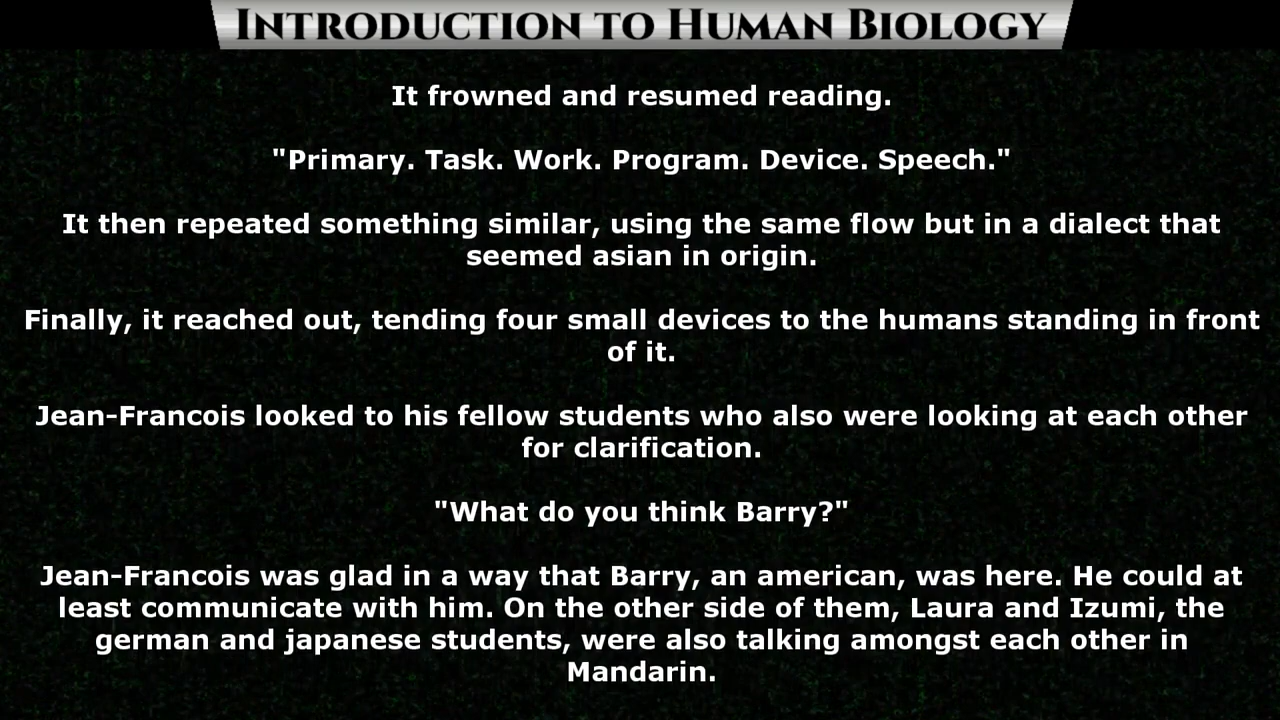 Introduction to Human Biology
It frowned and resumed reading.
"Primary. Task. Work. Program. Device. Speech."
It then repeated something similar, using the same flow but in a dialect that
seemed asian in origin.
Finally, it reached out, tending four small devices to the humans standing in front
of it.
Jean-Francois looked to his fellow students who also were looking at each other
for clarification.
"What do you think Barry?"
Jean-Francois was glad in a way that Barry, an american, was here. He could at
least communicate with him. On the other side of them, Laura and Izumi, the
german and japanese students, were also talking amongst each other in
Mandarin.